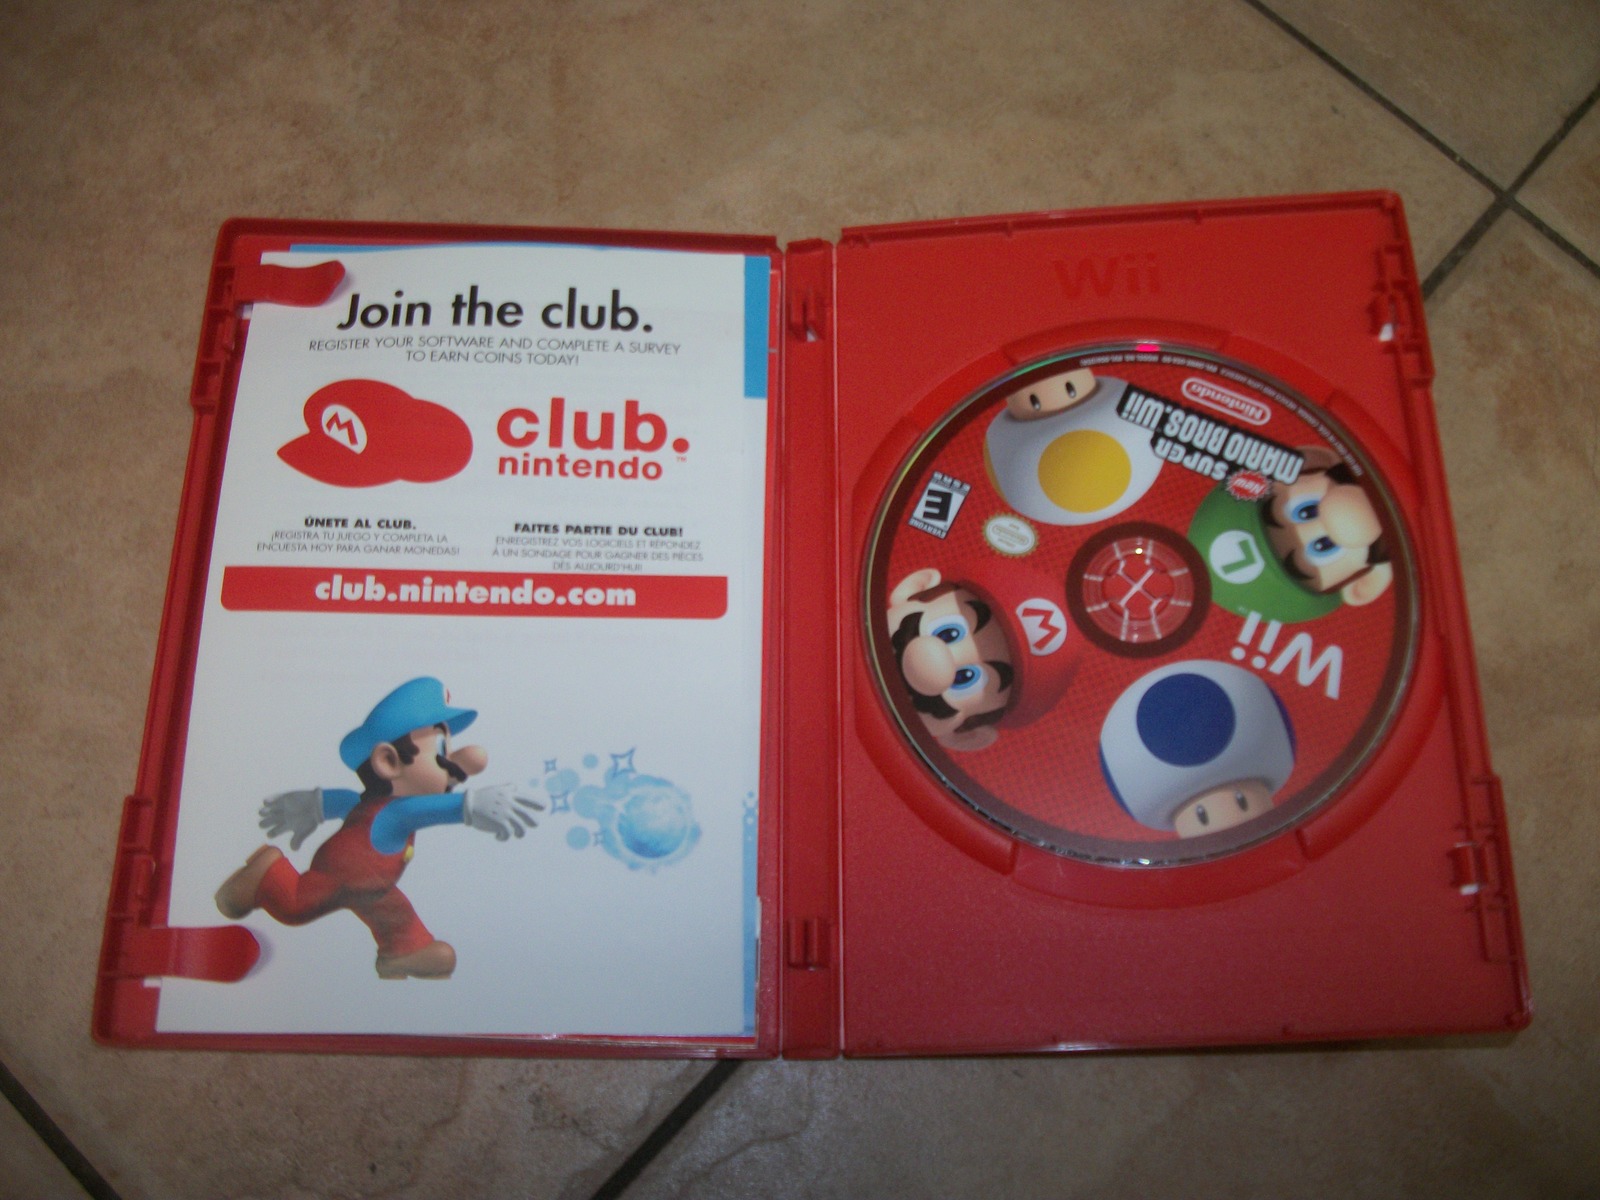 Join the club.
REGISTER YOUR SOFTWARE AND COMPLETE A SURVEY
TO EARN COINS TODAY!
M
club.
nintendo
™
ÚNETE AL CLUB.
¡REGISTRA TU JUEGO Y COMPLETA LA
ENCUESTA HOY PARA GANAR MONEDAS!
FAITES PARTIE DU CLUB!
ENREGISTREZ VOS LOGICIELS ET RÉPONDEZ
À UN SONDAGE POUR GAGNER DES PIÈCES
DÈS AUJOURD'HUI!
club.nintendo.com
Wii
Nintendo
New
SUPER
MARIO BROS.Wii
E
EVERYONE
ESRB
L
M
Wii